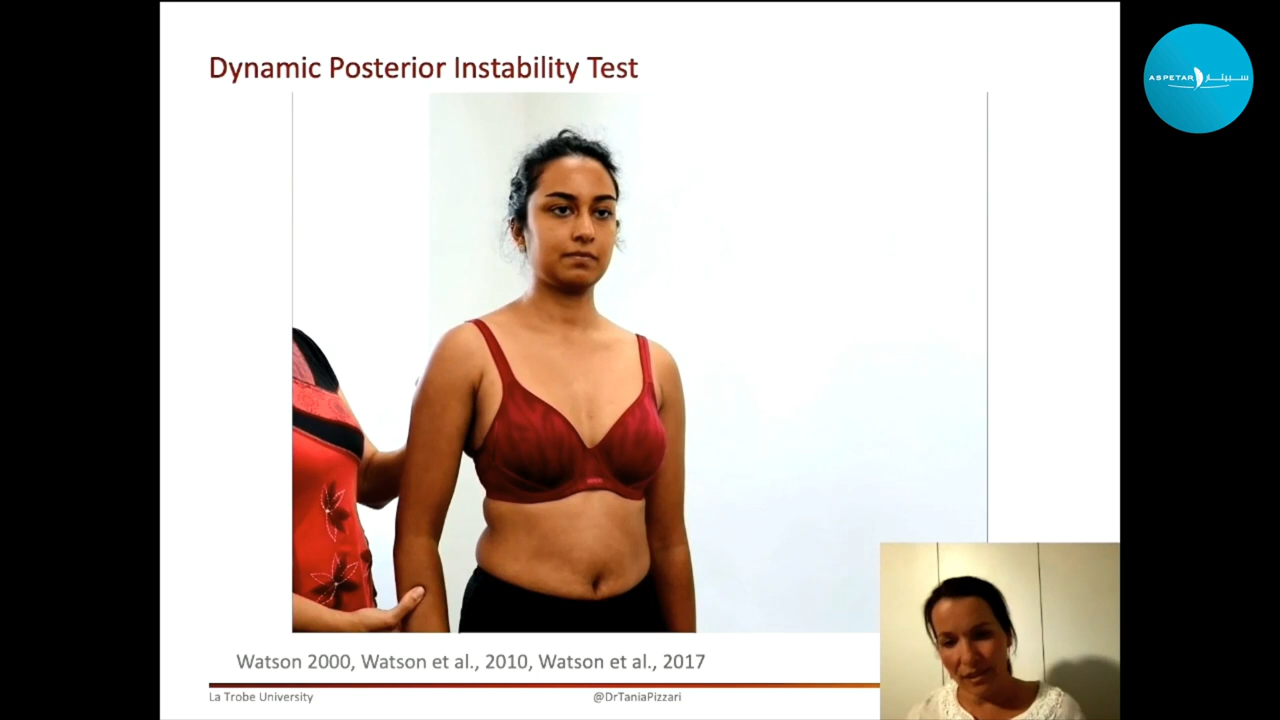 Dynamic Posterior Instability Test
ASPETAR سبيتار
Watson 2000, Watson et al., 2010, Watson et al., 2017
La Trobe University
@DrTaniaPizzari